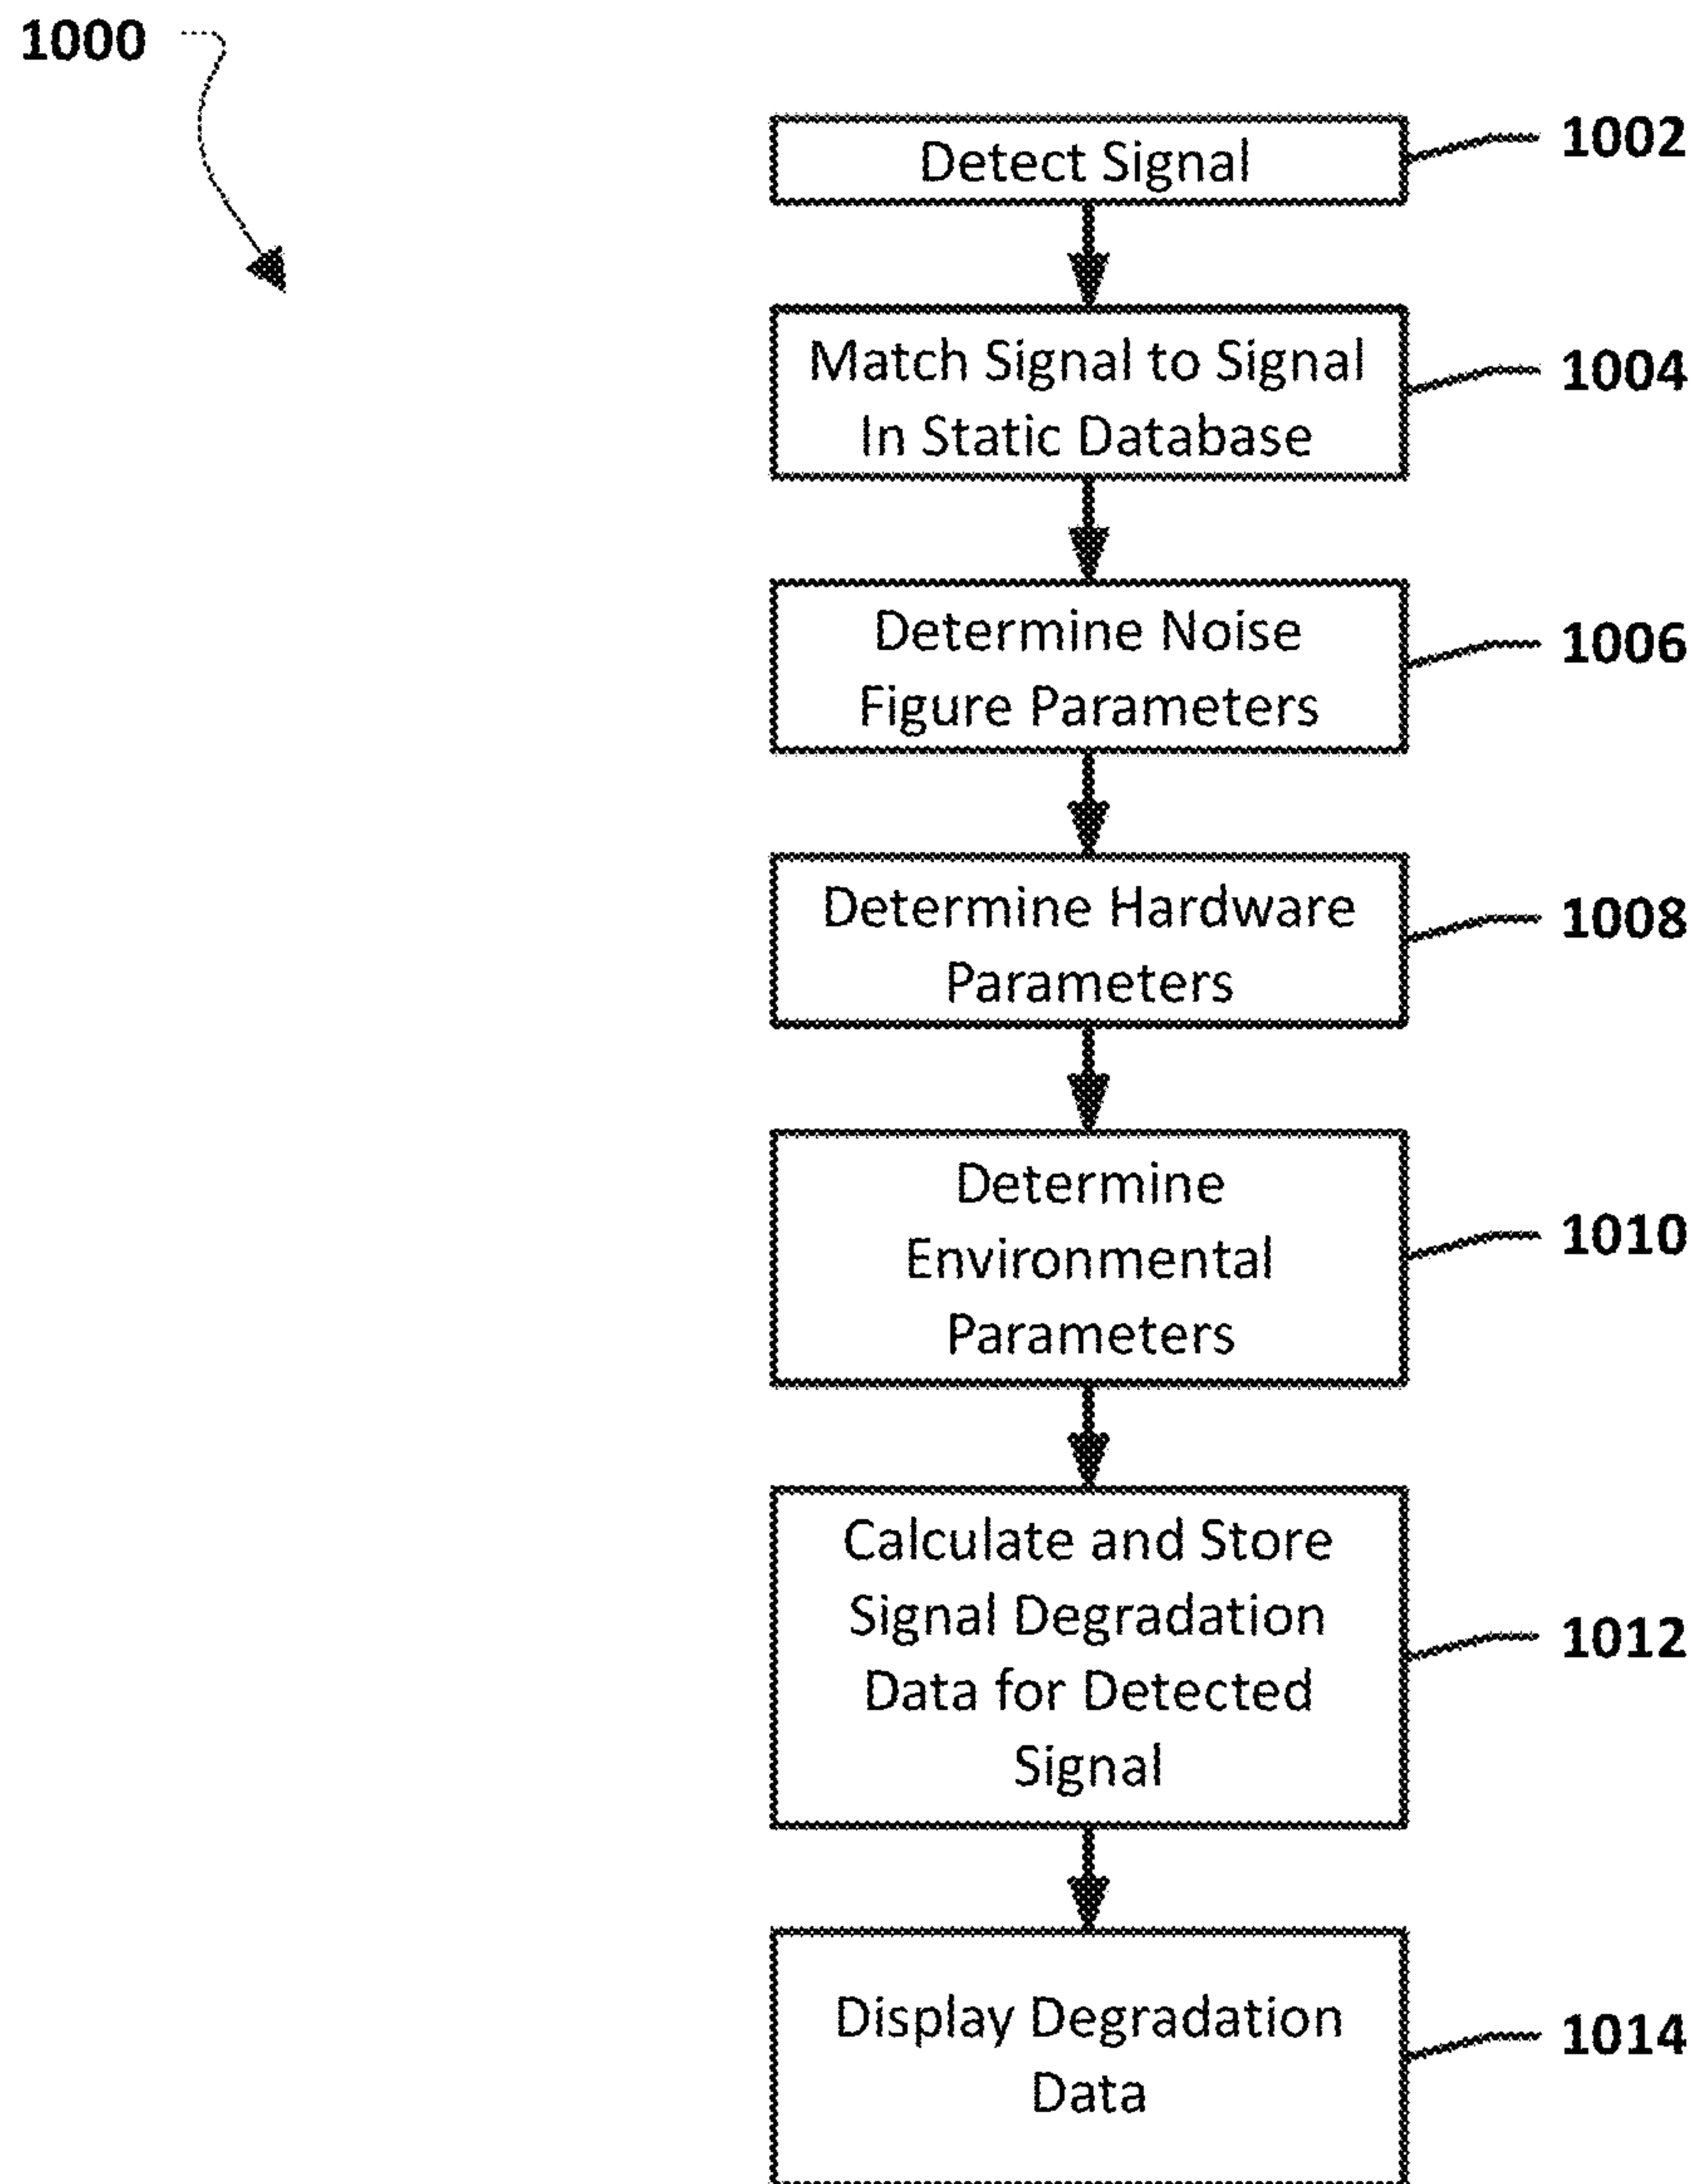 1000
Detect Signal
1002
Match Signal to Signal
In Static Database
1004
Determine Noise
Figure Parameters
1006
Determine Hardware
Parameters
1008
Determine
Environmental
Parameters
1010
Calculate and Store
Signal Degradation
Data for Detected
Signal
1012
Display Degradation
Data
1014